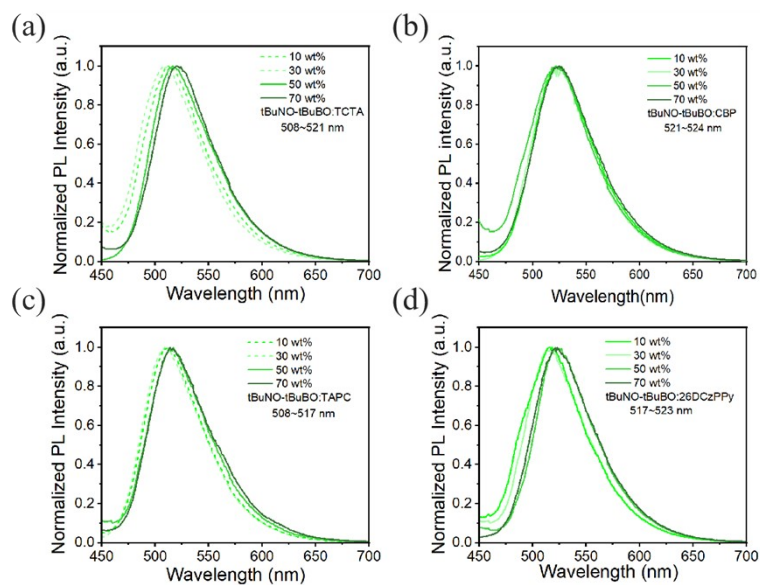 (a)
Normalized PL Intensity (a.u.)
1.0
0.8
0.6
0.4
0.2
0.0
10 wt%
30 wt%
50 wt%
70 wt%
tBuNO-tBuBO:TCTA
508~521 nm
450 500 550 600 650 700
Wavelength (nm)
(b)
Normalized PL intensity (a.u.)
1.0
0.8
0.6
0.4
0.2
0.0
10 wt%
30 wt%
50 wt%
70 wt%
tBuNO-tBuBO:CBP
521~524 nm
450 500 550 600 650 700
Wavelength(nm)
(c)
Normalized PL Intensity (a.u.)
1.0
0.8
0.6
0.4
0.2
0.0
10 wt%
30 wt%
50 wt%
70 wt%
tBuNO-tBuBO:TAPC
508~517 nm
450 500 550 600 650 700
Wavelength (nm)
(d)
Normalized PL Intensity (a.u.)
1.0
0.8
0.6
0.4
0.2
0.0
10 wt%
30 wt%
50 wt%
70 wt%
tBuNO-tBuBO:26DCzPPy
517~523 nm
450 500 550 600 650 700
Wavelength (nm)